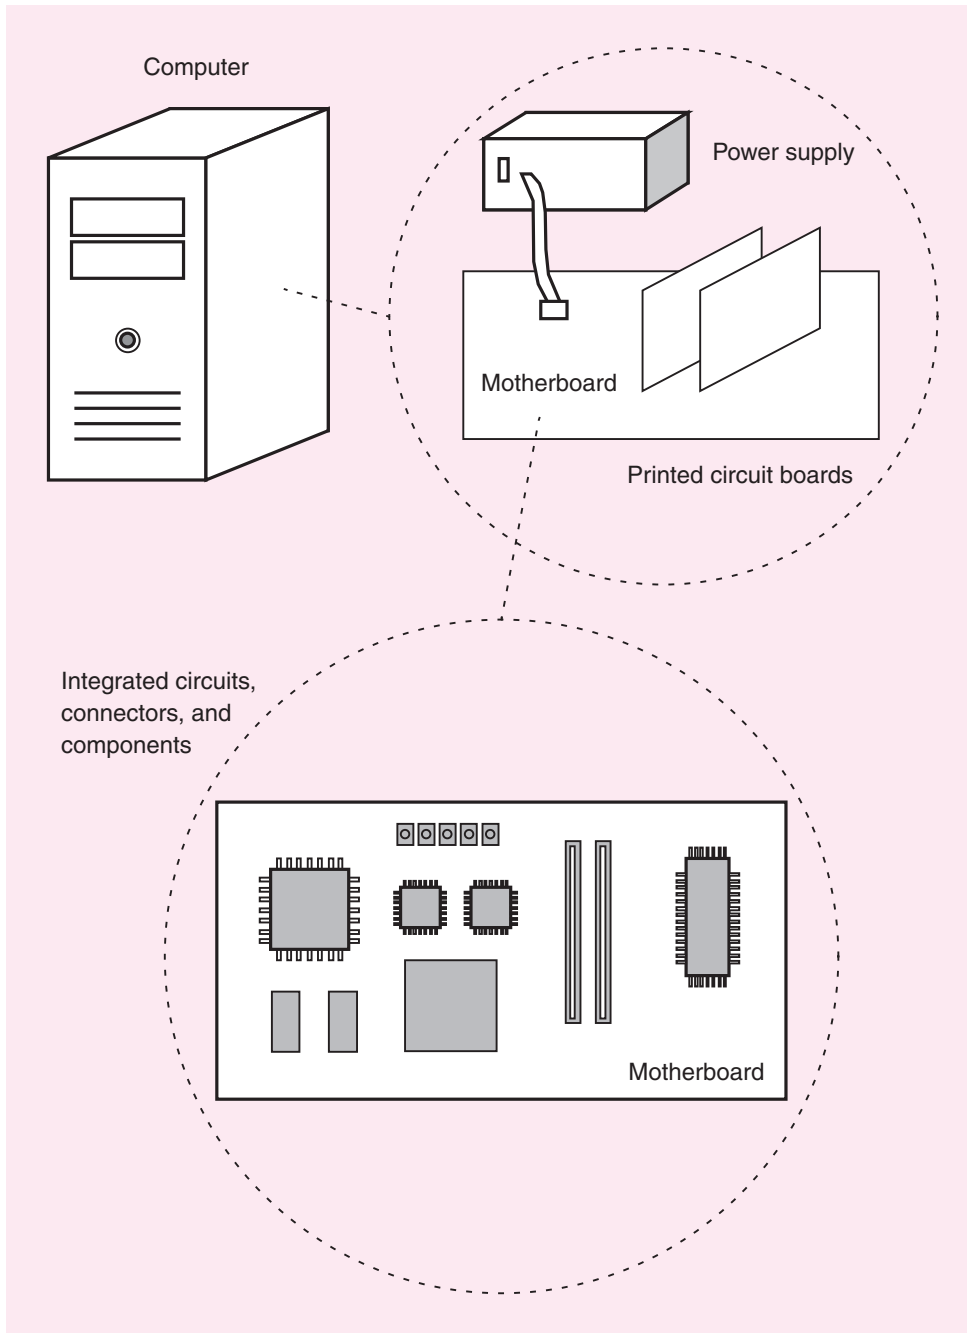 Computer
Power supply
Motherboard
Printed circuit boards
Integrated circuits,
connectors, and
components
Motherboard